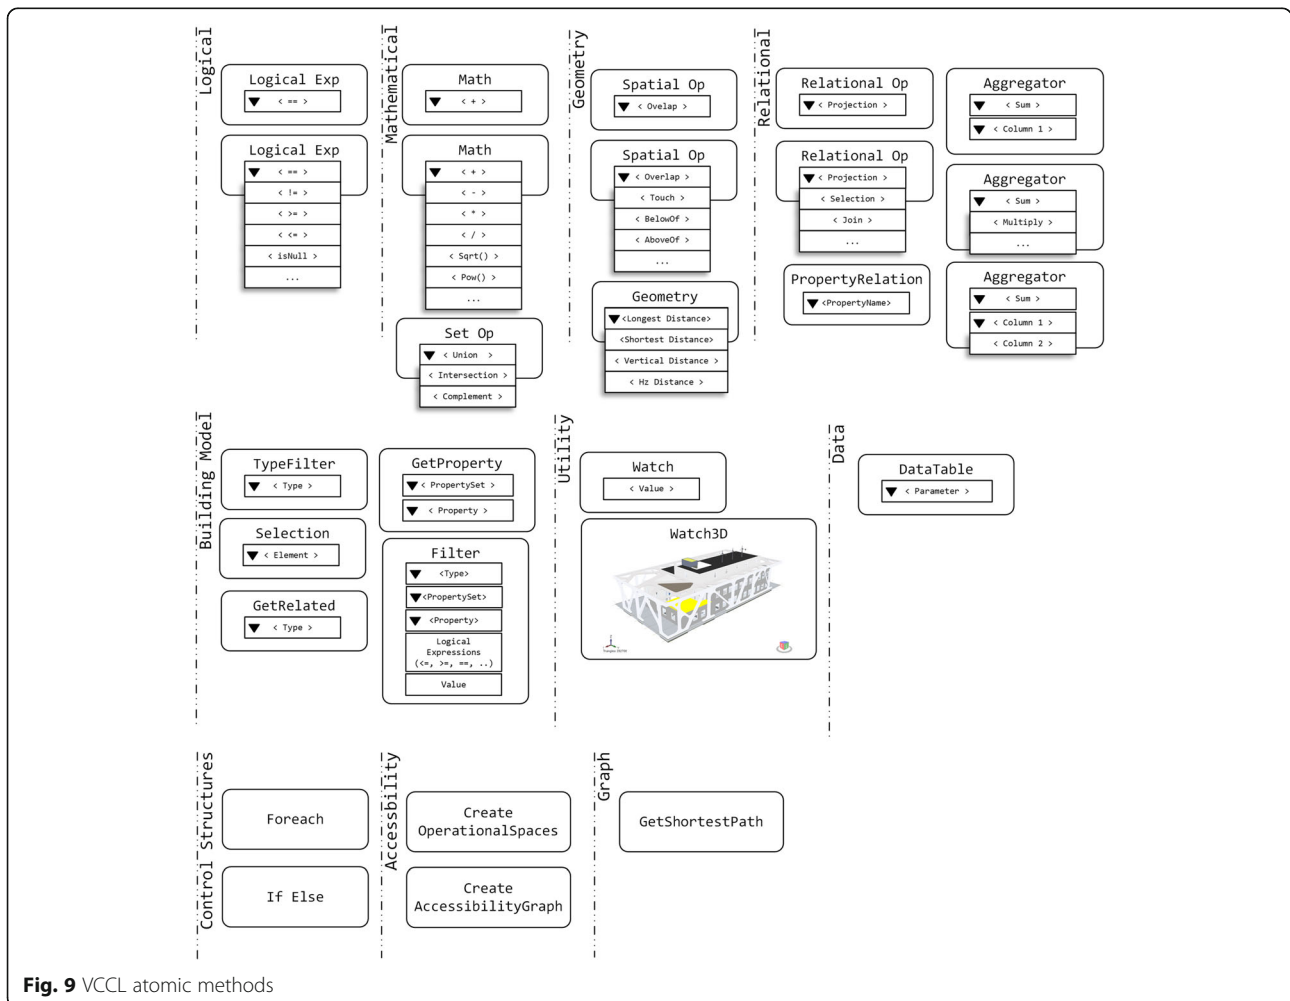 Logical
Logical Exp
< == >
Logical Exp
< == >
< != >
< >= >
< <= >
< isNull >
...
Mathematical
Math
< + >
Math
< + >
< - >
< * >
< / >
< Sqrt() >
< Pow() >
...
Set Op
< Union >
< Intersection >
< Complement >
Geometry
Spatial Op
< Ovelap >
Spatial Op
< Overlap >
< Touch >
< BelowOf >
< AboveOf >
...
Geometry
<Longest Distance>
<Shortest Distance>
< Vertical Distance >
< Hz Distance >
Relational
Relational Op
< Projection >
Relational Op
< Projection >
< Selection >
< Join >
...
PropertyRelation
<PropertyName>
Aggregator
< Sum >
< Column 1 >
Aggregator
< Sum >
< Multiply >
...
Aggregator
< Sum >
< Column 1 >
< Column 2 >
Building Model
TypeFilter
< Type >
Selection
< Element >
GetRelated
< Type >
GetProperty
< PropertySet >
< Property >
Filter
<Type>
<PropertySet>
<Property>
Logical
Expressions
(<=, >=, ==, ..)
Value
Utility
Watch
< Value >
Watch3D
Data
DataTable
< Parameter >
Control Structures
Foreach
If Else
Accessbility
Create
OperationalSpaces
Create
AccessibilityGraph
Graph
GetShortestPath
Fig. 9 VCCL atomic methods